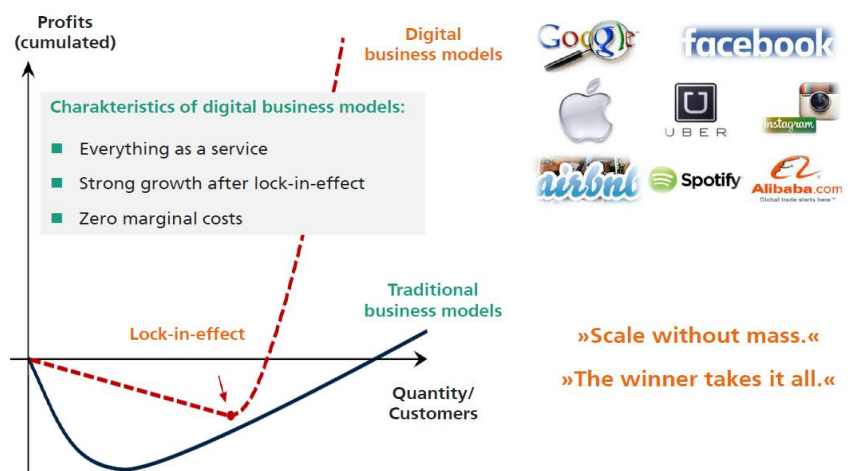 Profits
(cumulated)
Digital
business models
Charakteristics of digital business models:
Everything as a service
Strong growth after lock-in-effect
Zero marginal costs
Traditional
business models
Lock-in-effect
Quantity/
Customers
Google™
facebook
UBER
Instagram
airbnb
Spotify
Alibaba.com
Global trade starts here.™
»Scale without mass.«
»The winner takes it all.«